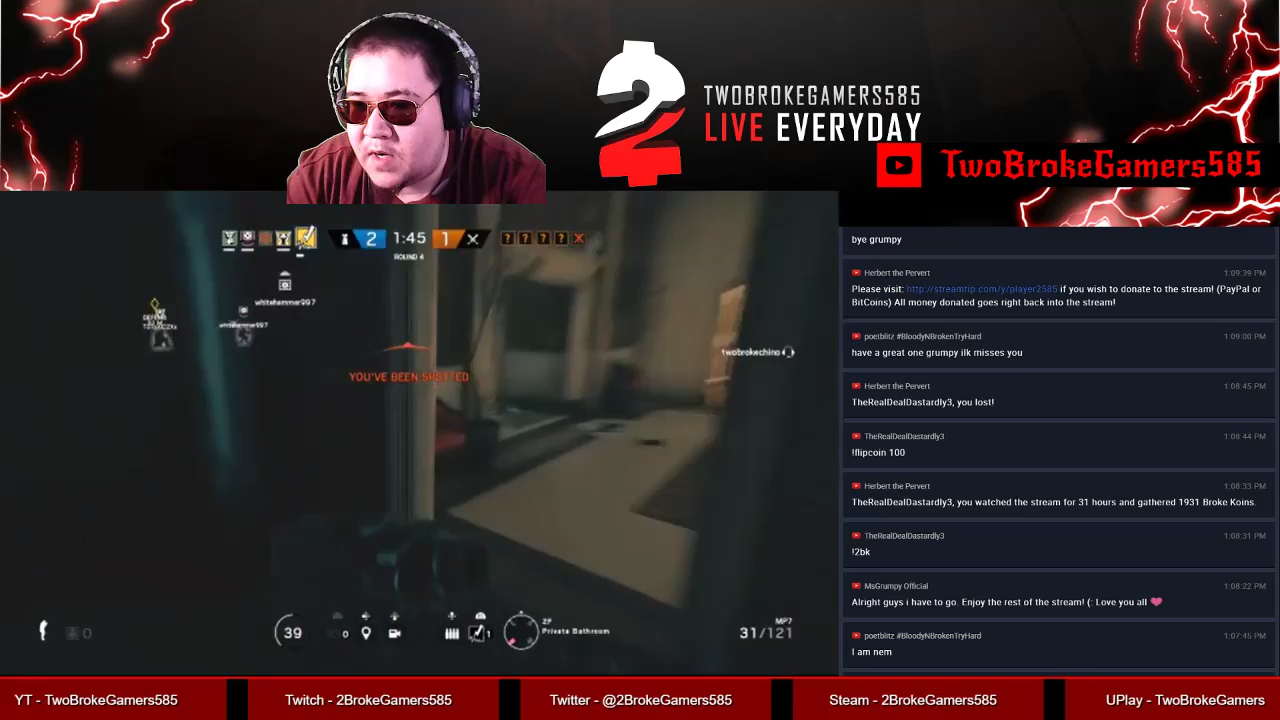 2
TWOBROKEGAMERS585
LIVE EVERYDAY
TwoBrokeGamers585
2
1:45
1
? ? ? ?
ROUND 4
whitehammer997
whitehammer997
twobrokechino
YOU'VE BEEN SPOTTED
0
39
0
1
2F
Private Bathroom
MP7
31/121
bye grumpy
Herbert the Pervert 1:09:39 PM
Please visit: http://streamtip.com/y/player2585 if you wish to donate to the stream! (PayPal or
BitCoins) All money donated goes right back into the stream!
poetblitz #BloodyNBrokenTryHard 1:09:00 PM
have a great one grumpy ilk misses you
Herbert the Pervert 1:08:45 PM
TheRealDealDastardly3, you lost!
TheRealDealDastardly3 1:08:44 PM
!flipcoin 100
Herbert the Pervert 1:08:33 PM
TheRealDealDastardly3, you watched the stream for 31 hours and gathered 1931 Broke Koins.
TheRealDealDastardly3 1:08:31 PM
!2bk
MsGrumpy Official 1:08:22 PM
Alright guys i have to go. Enjoy the rest of the stream! (: Love you all
poetblitz #BloodyNBrokenTryHard 1:07:45 PM
I am nem
YT - TwoBrokeGamers585
Twitch - 2BrokeGamers585
Twitter - @2BrokeGamers585
Steam - 2BrokeGamers585
UPlay - TwoBrokeGamers